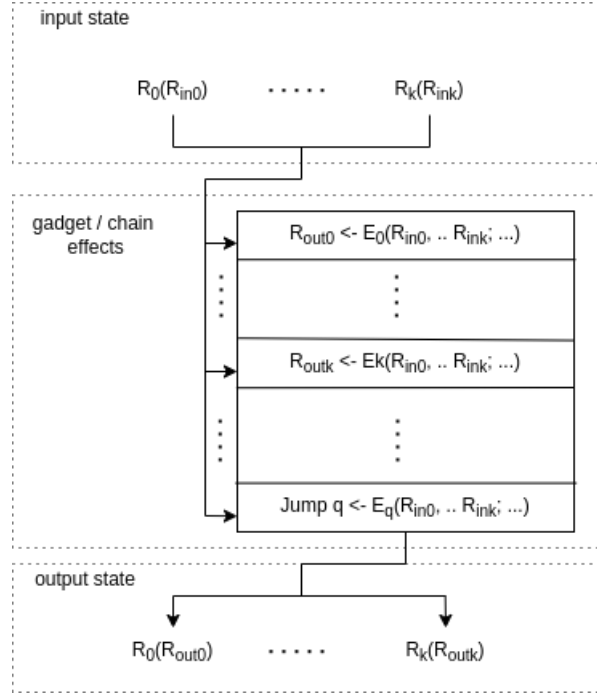 input state
R₀(Rᵢₙ₀) ..... Rₖ(Rᵢₙₖ)
gadget / chain
effects
Rₒᵤₜ₀ <- E₀(Rᵢₙ₀, .. Rᵢₙₖ; ...)
Rₒᵤₜₖ <- Ek(Rᵢₙ₀, .. Rᵢₙₖ; ...)
Jump q <- E_q(Rᵢₙ₀, .. Rᵢₙₖ; ...)
output state
R₀(Rₒᵤₜ₀) ..... Rₖ(Rₒᵤₜₖ)